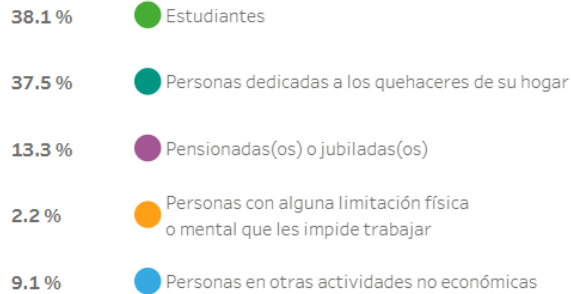 38.1 % Estudiantes
37.5 % Personas dedicadas a los quehaceres de su hogar
13.3 % Pensionadas(os) o jubiladas(os)
2.2 % Personas con alguna limitación física
o mental que les impide trabajar
9.1 % Personas en otras actividades no económicas